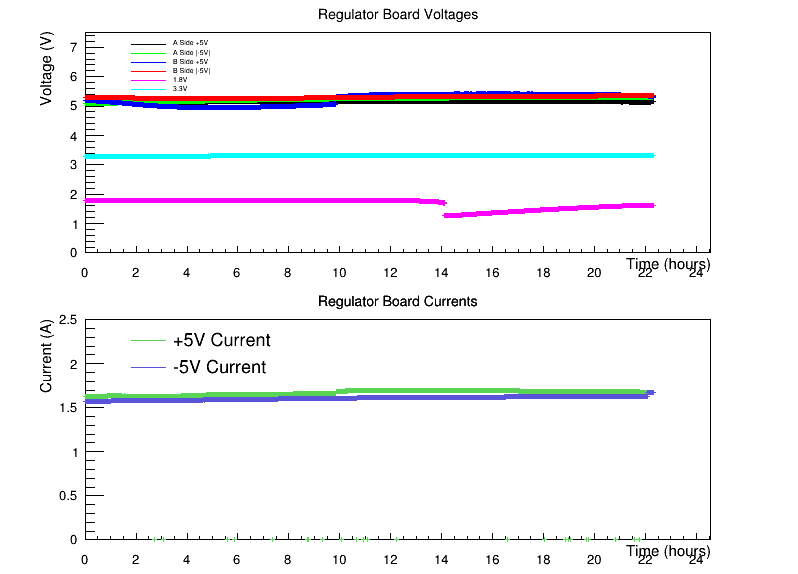 Regulator Board Voltages
Voltage (V)
7
6
5
4
3
2
1
0
A Side +5V
A Side |-5V|
B Side +5V
B Side |-5V|
1.8V
3.3V
0 2 4 6 8 10 12 14 16 18 20 22 24
Time (hours)
Regulator Board Currents
Current (A)
2.5
2
1.5
1
0.5
0
+5V Current
-5V Current
0 2 4 6 8 10 12 14 16 18 20 22 24
Time (hours)